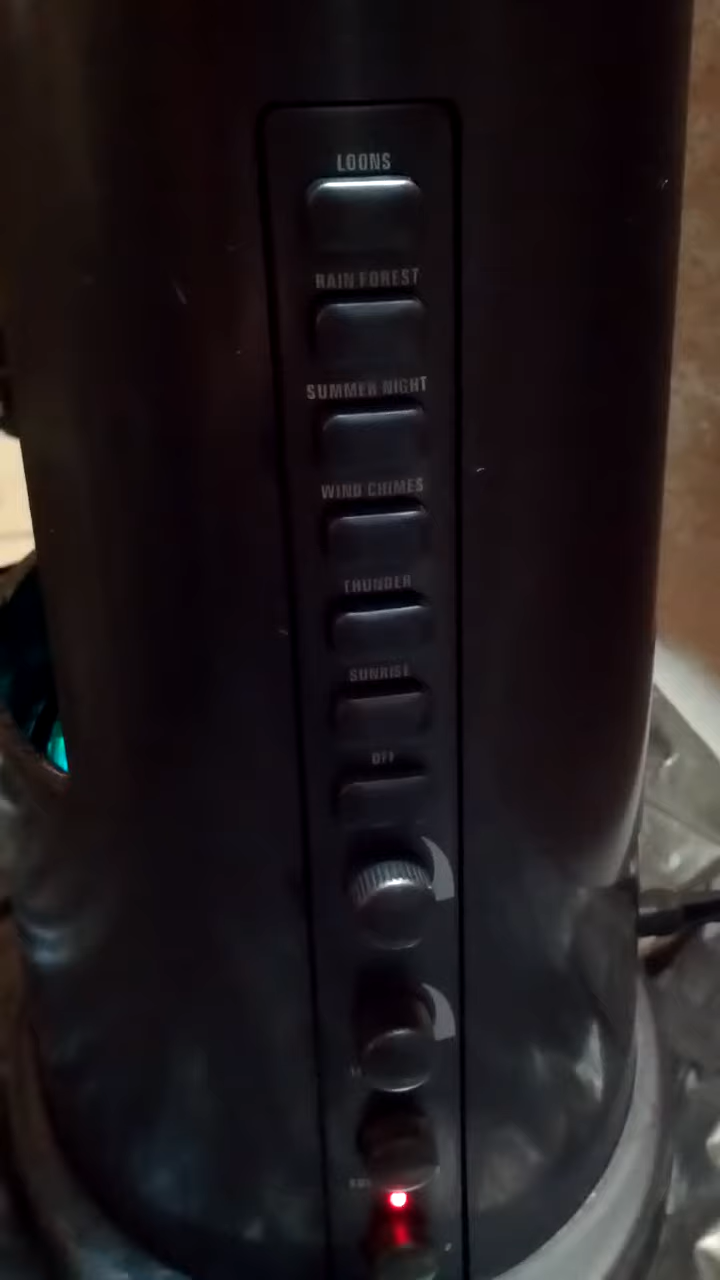 LOONS
RAIN FOREST
SUMMER NIGHT
WIND CHIMES
THUNDER
SUNRISE
OFF